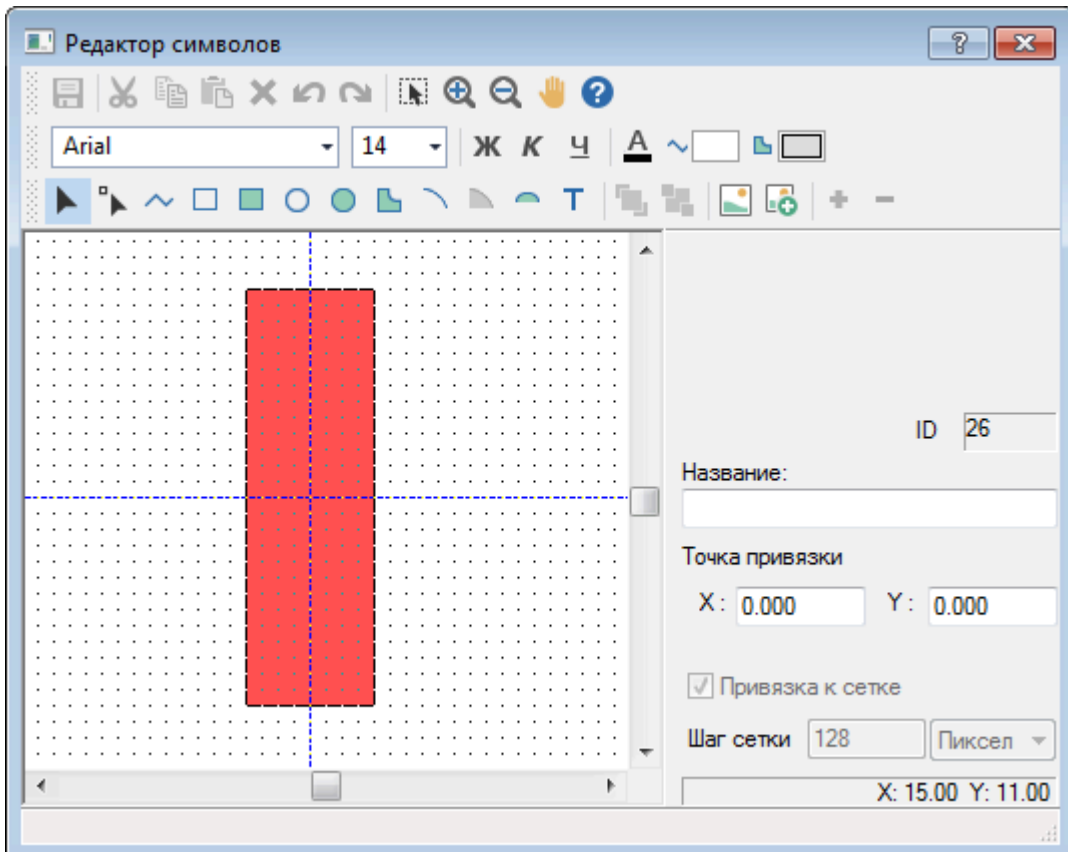 Редактор символов
?
Arial 14 Ж К Ч А
T
ID 26
Название:
Точка привязки
X : 0.000 Y : 0.000
Привязка к сетке
Шаг сетки 128 Пиксел
X: 15.00 Y: 11.00